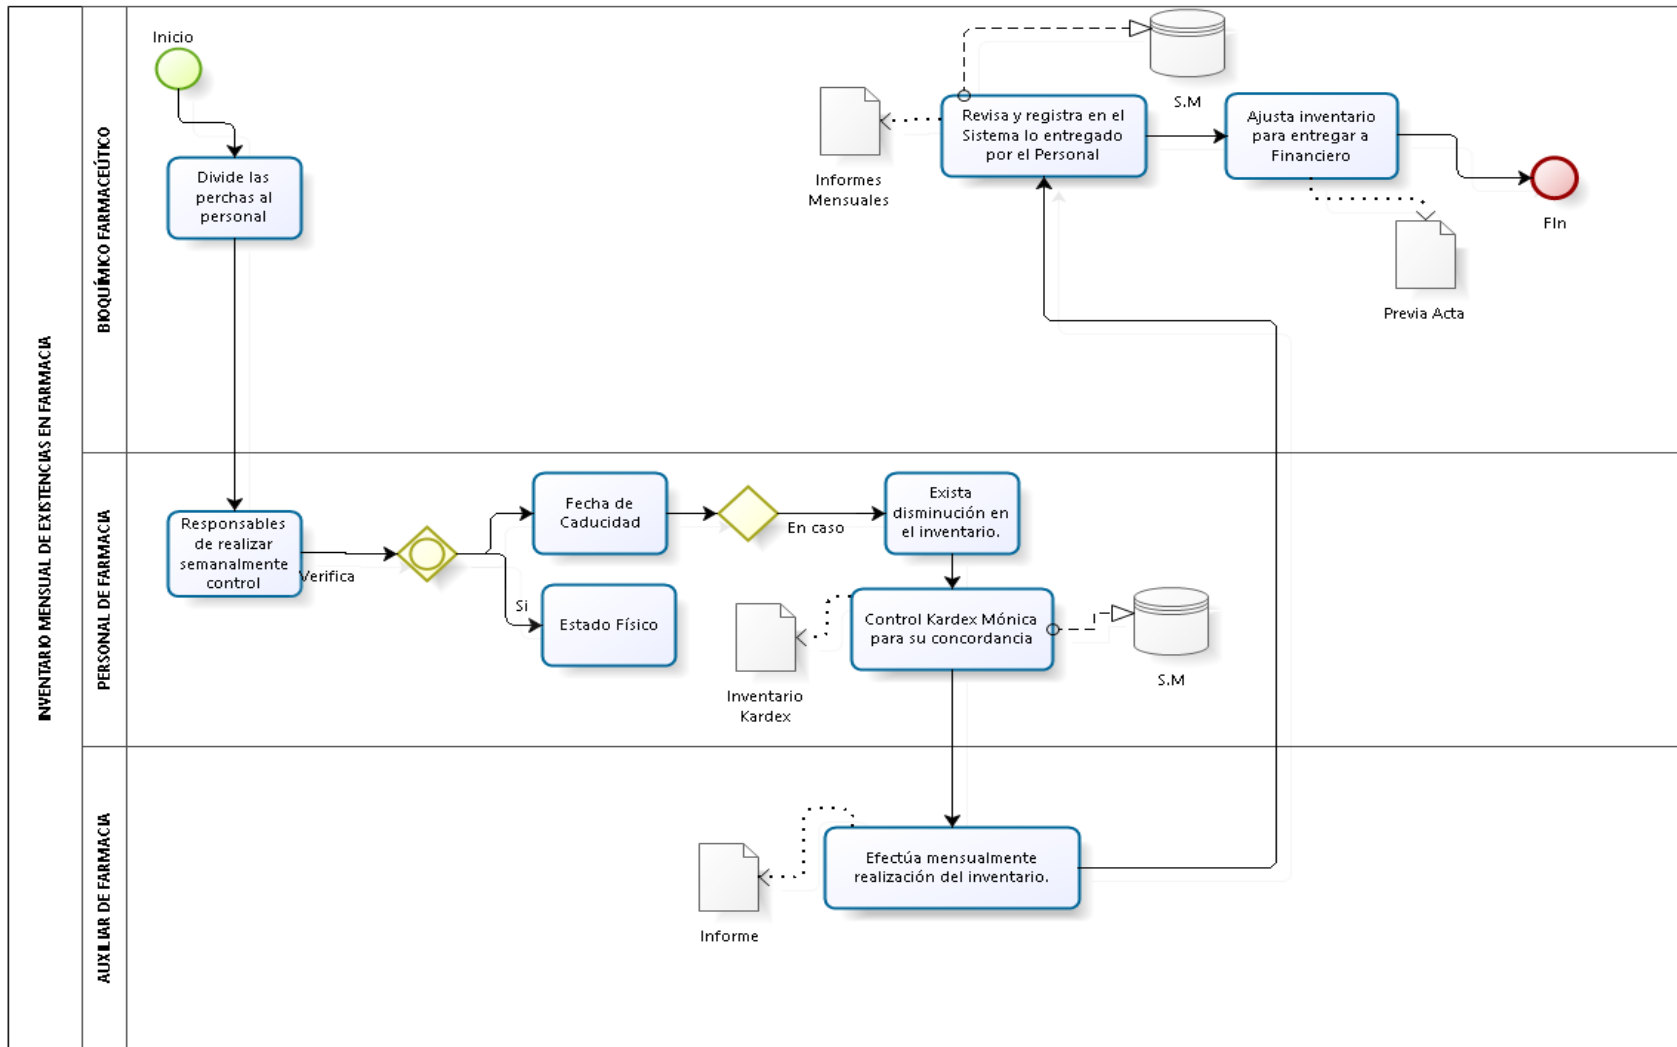 INVENTARIO MENSUAL DE EXISTENCIAS EN FARMACIA
BIOQUÍMICO FARMACEÚTICO
Inicio
Divide las
perchas al
personal
Informes
Mensuales
Revisa y registra en el
Sistema lo entregado
por el Personal
S.M
Ajusta inventario
para entregar a
Financiero
Previa Acta
FIn
PERSONAL DE FARMACIA
Responsables
de realizar
semanalmente
control
Verifica
Fecha de
Caducidad
Si
Estado Físico
En caso
Exista
disminución en
el inventario.
Control Kardex Mónica
para su concordancia
Inventario
Kardex
S.M
AUXILIAR DE FARMACIA
Efectúa mensualmente
realización del inventario.
Informe